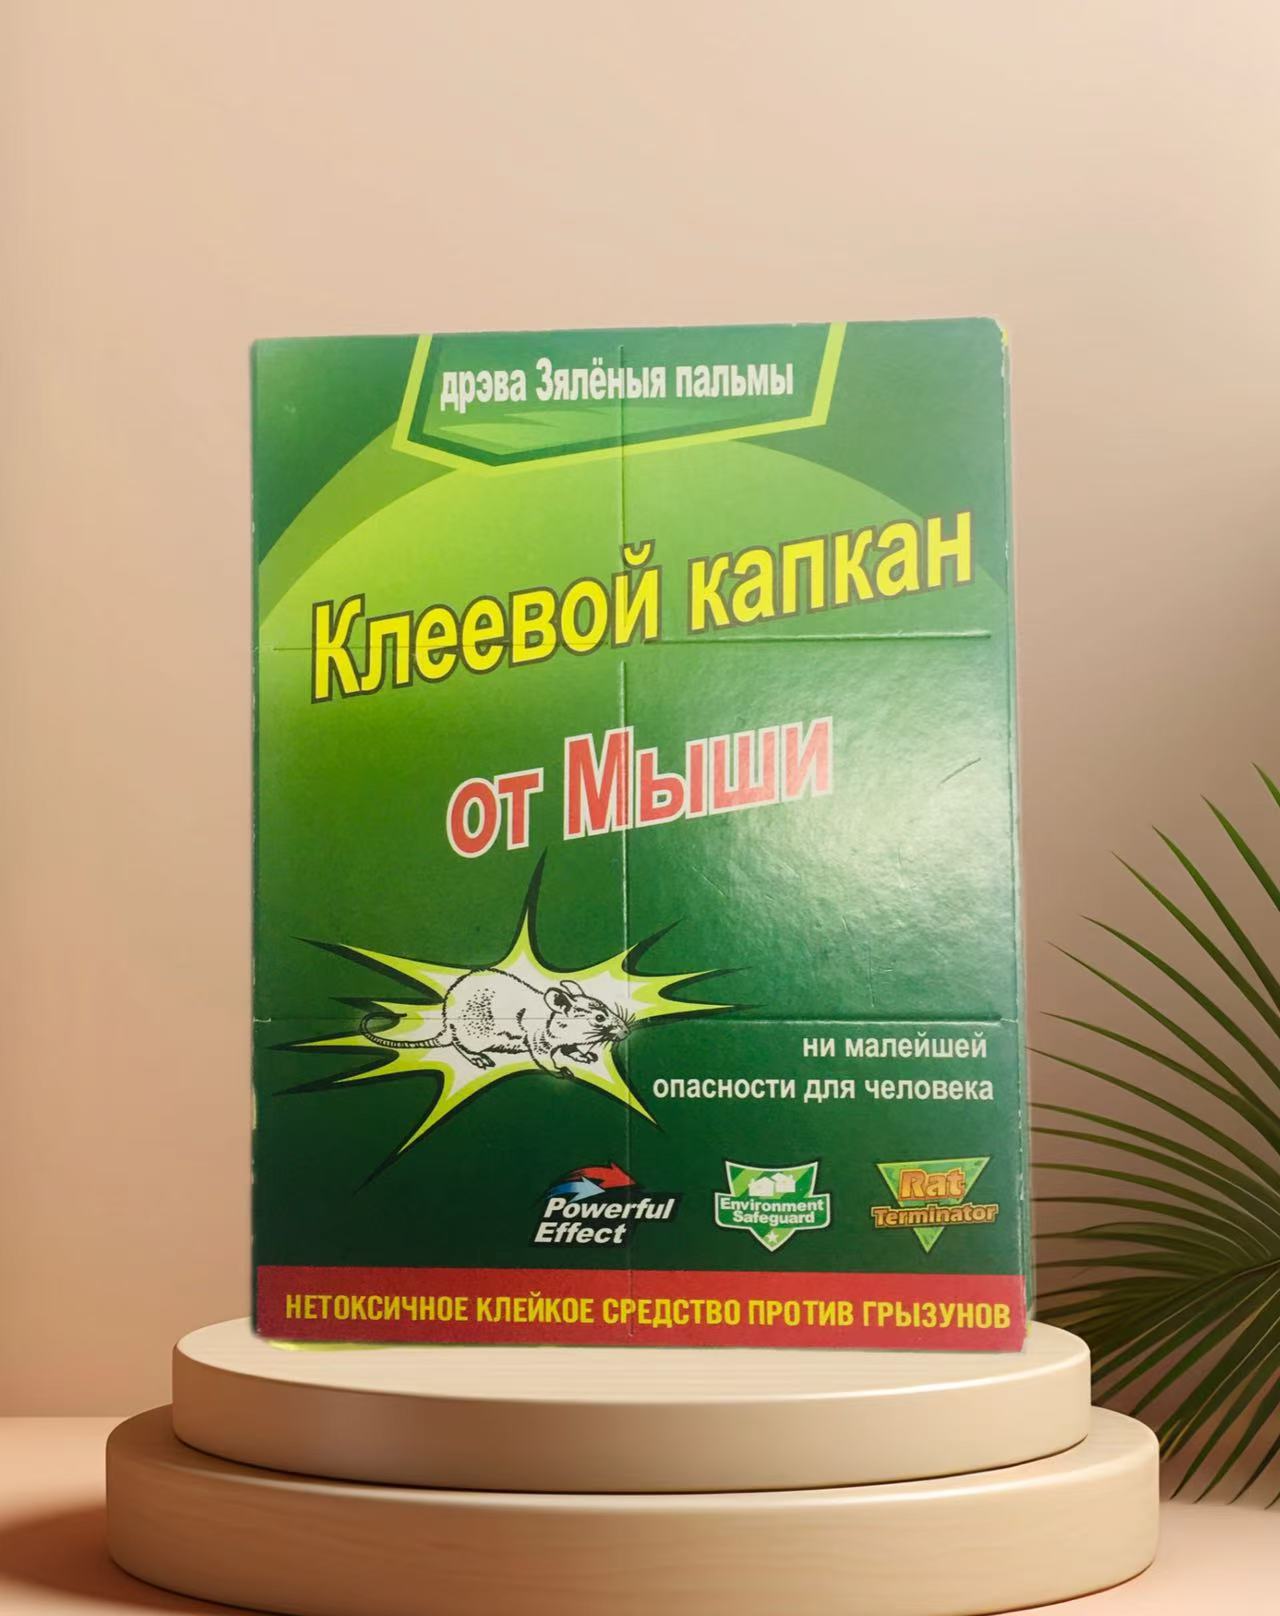 дрэва Зялёныя пальмы
Клеевой капкан
от Мыши
ни малейшей
опасности для человека
Powerful
Effect
Environment
Safeguard
Rat
Terminator
НЕТОКСИЧНОЕ КЛЕЙКОЕ СРЕДСТВО ПРОТИВ ГРЫЗУНОВ